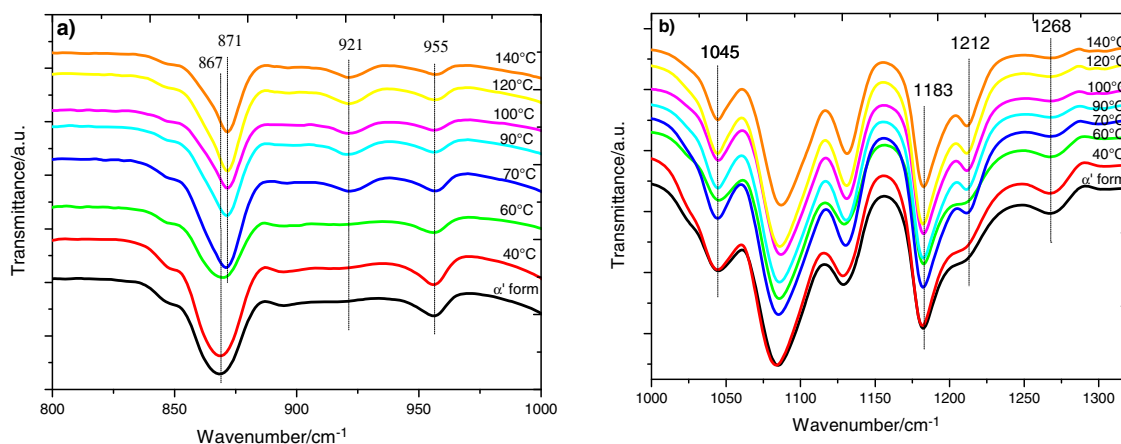 a)
871
867
921
955
140°C
120°C
100°C
90°C
70°C
60°C
40°C
α' form
Transmittance/a.u.
800
850
900
950
1000
Wavenumber/cm⁻¹
b)
1045
1183
1212
1268
140°C
120°C
100°C
90°C
70°C
60°C
40°C
α' form
Transmittance/a.u.
1000
1050
1100
1150
1200
1250
1300
Wavenumber/cm⁻¹